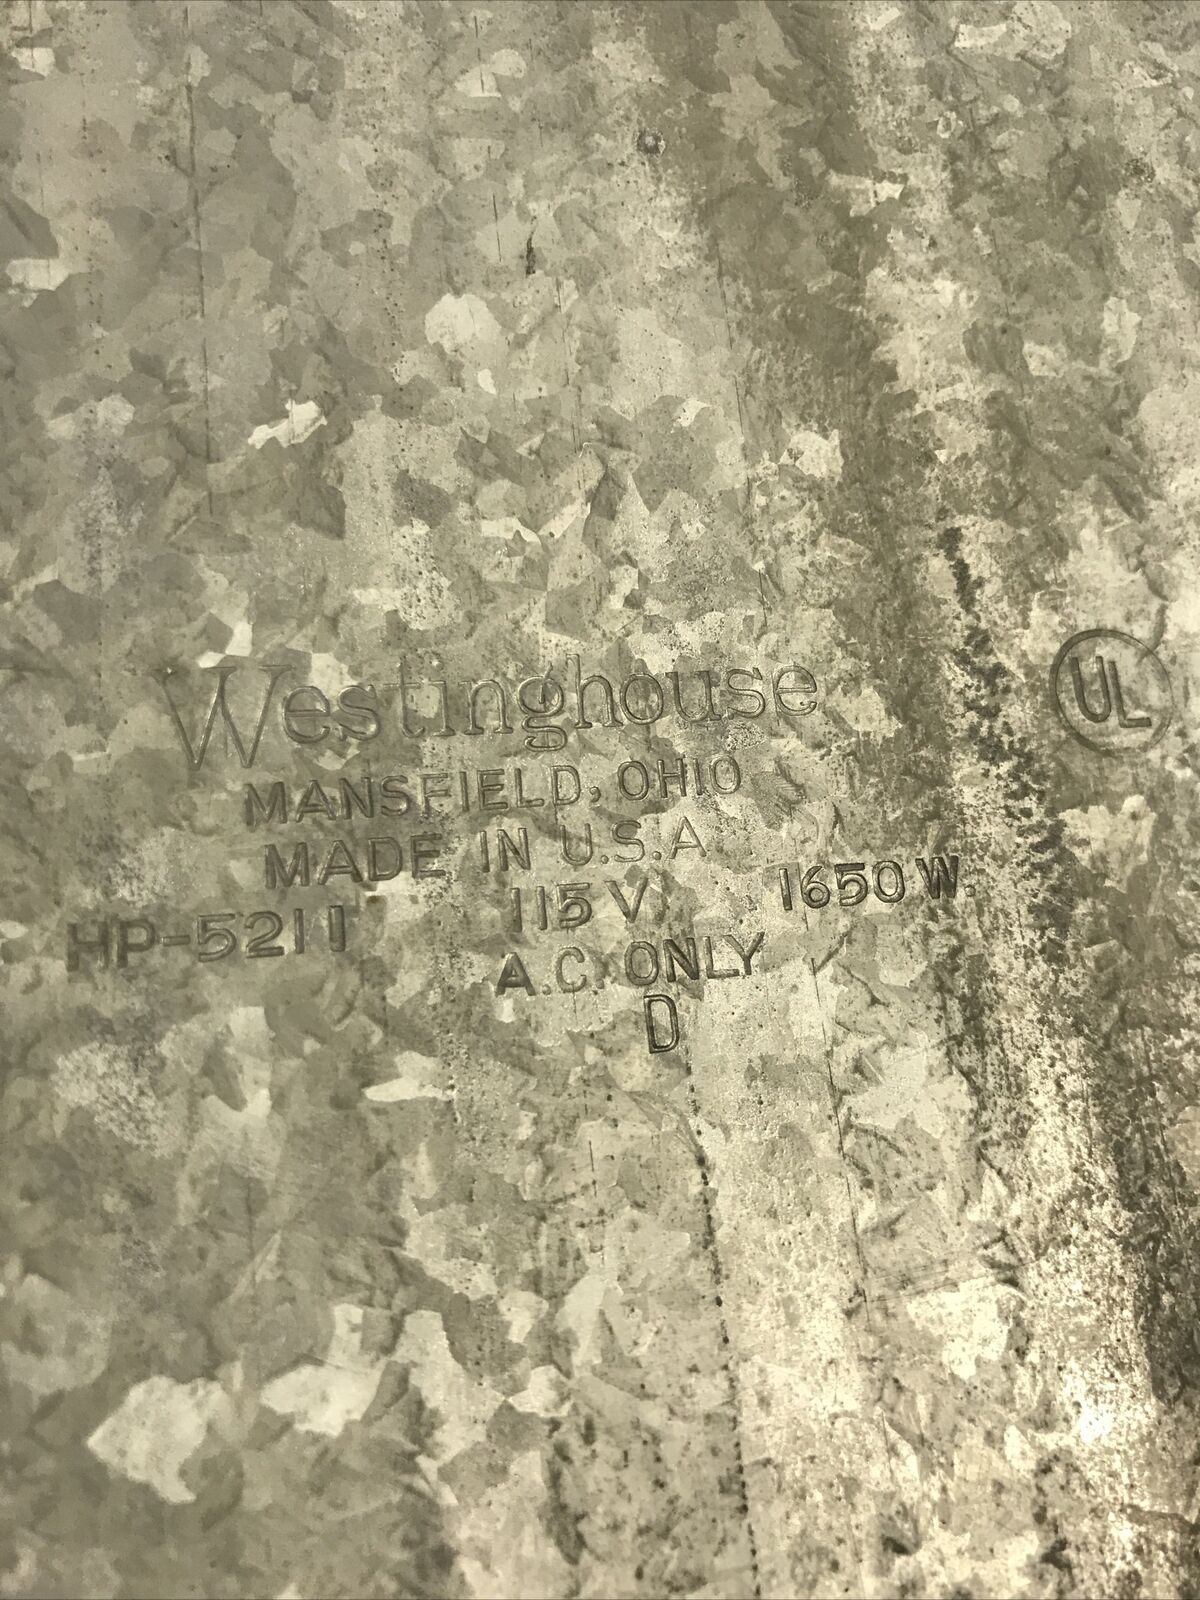 Westinghouse
UL
MANSFIELD, OHIO
MADE IN U.S.A
HP-5211 115 V 1650 W.
A.C. ONLY
D